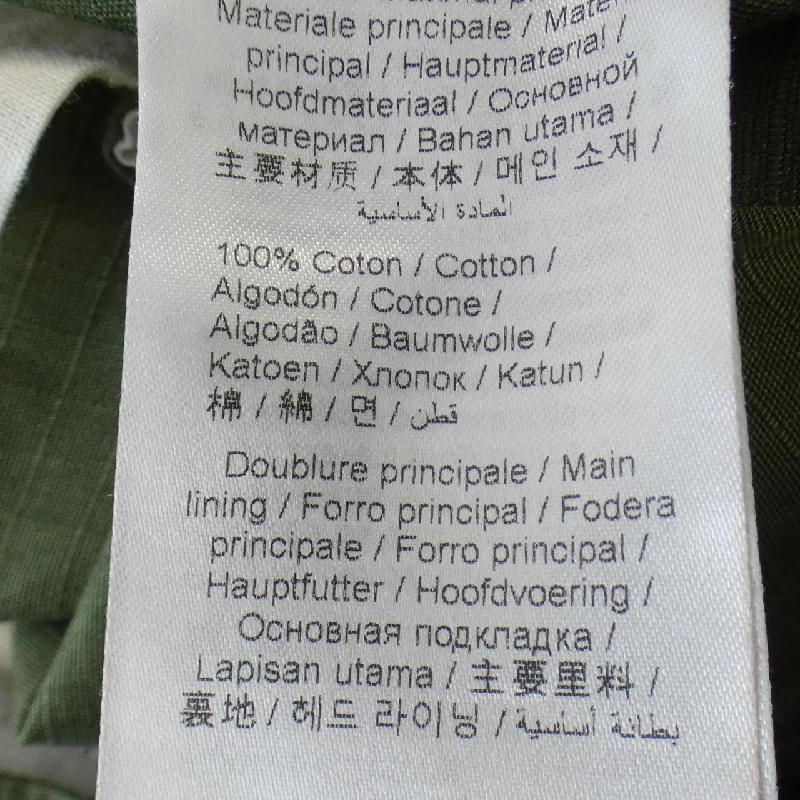 Materiale principale /
principal / Hauptmaterial /
Hoofdmateriaal / Основной
материал / Bahan utama /
主要材质 / 本体 / 메인 소재 /
المادة الأساسية
100% Coton / Cotton /
Algodón / Cotone /
Algodão / Baumwolle /
Katoen / Хлопок / Katun /
棉 / 綿 / 면 / قطن
Doublure principale / Main
lining / Forro principal / Fodera
principale / Forro principal /
Hauptfutter / Hoofdvoering /
Основная подкладка /
Lapisan utama / 主要里料 /
裏地 / 헤드 라이닝 / بطانة أساسية